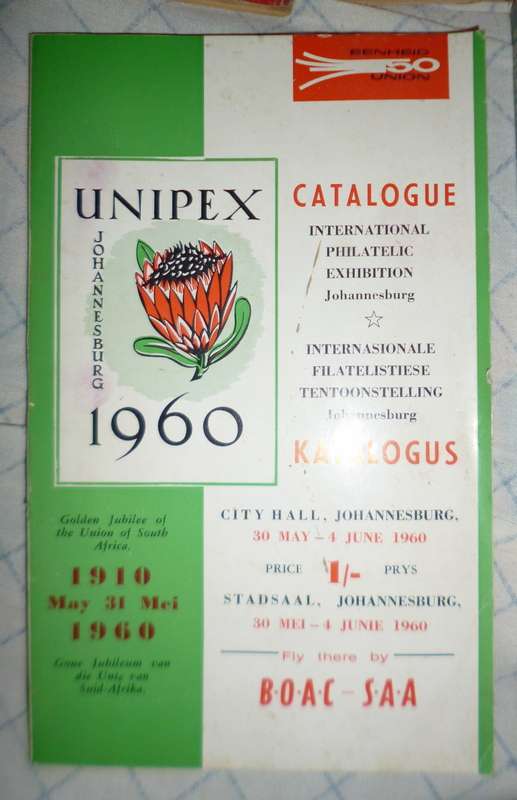 EENHEID
50
UNION
UNIPEX
JOHANNESBURG
1960
CATALOGUE
INTERNATIONAL
PHILATELIC
EXHIBITION
Johannesburg
INTERNASIONALE
FILATELISTIESE
TENTOONSTELLING
Johannesburg
KATALOGUS
Golden Jubilee of
the Union of South
Africa.
1910
May 31 Mei
1960
Goue Jubileum van
die Unie van
Suid-Afrika.
CITY HALL, JOHANNESBURG,
30 MAY - 4 JUNE 1960
PRICE 1/- PRYS
STADSAAL, JOHANNESBURG,
30 MEI - 4 JUNIE 1960
Fly there by
B·O·A·C — S·A·A